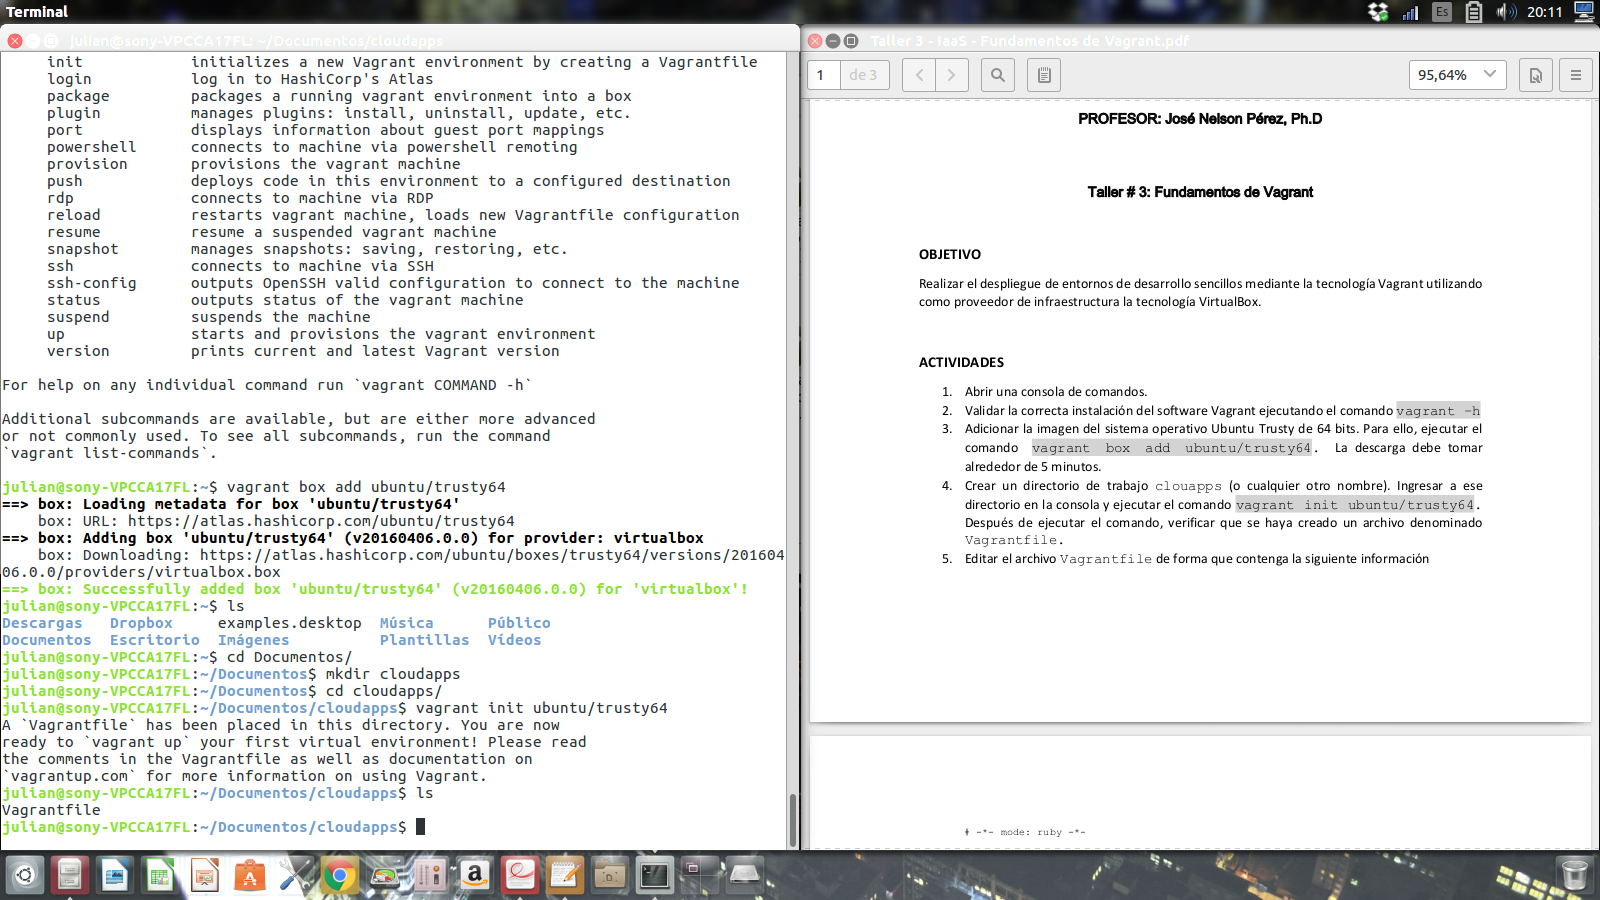 Terminal
Es
20:11
julian@sony-VPCCA17FL: ~/Documentos/cloudapps
init            initializes a new Vagrant environment by creating a Vagrantfile
login           log in to HashiCorp's Atlas
package         packages a running vagrant environment into a box
plugin          manages plugins: install, uninstall, update, etc.
port            displays information about guest port mappings
powershell      connects to machine via powershell remoting
provision       provisions the vagrant machine
push            deploys code in this environment to a configured destination
rdp             connects to machine via RDP
reload          restarts vagrant machine, loads new Vagrantfile configuration
resume          resume a suspended vagrant machine
snapshot        manages snapshots: saving, restoring, etc.
ssh             connects to machine via SSH
ssh-config      outputs OpenSSH valid configuration to connect to the machine
status          outputs status of the vagrant machine
suspend         suspends the machine
up              starts and provisions the vagrant environment
version         prints current and latest Vagrant version
For help on any individual command run `vagrant COMMAND -h`
Additional subcommands are available, but are either more advanced
or not commonly used. To see all subcommands, run the command
`vagrant list-commands`.
julian@sony-VPCCA17FL:~$ vagrant box add ubuntu/trusty64
==> box: Loading metadata for box 'ubuntu/trusty64'
box: URL: https://atlas.hashicorp.com/ubuntu/trusty64
==> box: Adding box 'ubuntu/trusty64' (v20160406.0.0) for provider: virtualbox
box: Downloading: https://atlas.hashicorp.com/ubuntu/boxes/trusty64/versions/201604
06.0.0/providers/virtualbox.box
==> box: Successfully added box 'ubuntu/trusty64' (v20160406.0.0) for 'virtualbox'!
julian@sony-VPCCA17FL:~$ ls
Descargas   Dropbox     examples.desktop  Música      Público
Documentos  Escritorio  Imágenes          Plantillas  Vídeos
julian@sony-VPCCA17FL:~$ cd Documentos/
julian@sony-VPCCA17FL:~/Documentos$ mkdir cloudapps
julian@sony-VPCCA17FL:~/Documentos$ cd cloudapps/
julian@sony-VPCCA17FL:~/Documentos/cloudapps$ vagrant init ubuntu/trusty64
A `Vagrantfile` has been placed in this directory. You are now
ready to `vagrant up` your first virtual environment! Please read
the comments in the Vagrantfile as well as documentation on
`vagrantup.com` for more information on using Vagrant.
julian@sony-VPCCA17FL:~/Documentos/cloudapps$ ls
Vagrantfile
julian@sony-VPCCA17FL:~/Documentos/cloudapps$
Taller 3 - IaaS - Fundamentos de Vagrant.pdf
1 de 3
95,64%
PROFESOR: José Nelson Pérez, Ph.D
Taller # 3: Fundamentos de Vagrant
OBJETIVO
Realizar el despliegue de entornos de desarrollo sencillos mediante la tecnología Vagrant utilizando
como proveedor de infraestructura la tecnología VirtualBox.
ACTIVIDADES
1. Abrir una consola de comandos.
2. Validar la correcta instalación del software Vagrant ejecutando el comando vagrant -h
3. Adicionar la imagen del sistema operativo Ubuntu Trusty de 64 bits. Para ello, ejecutar el
comando vagrant box add ubuntu/trusty64. La descarga debe tomar
alrededor de 5 minutos.
4. Crear un directorio de trabajo clouapps (o cualquier otro nombre). Ingresar a ese
directorio en la consola y ejecutar el comando vagrant init ubuntu/trusty64.
Después de ejecutar el comando, verificar que se haya creado un archivo denominado
Vagrantfile.
5. Editar el archivo Vagrantfile de forma que contenga la siguiente información
# -*- mode: ruby -*-